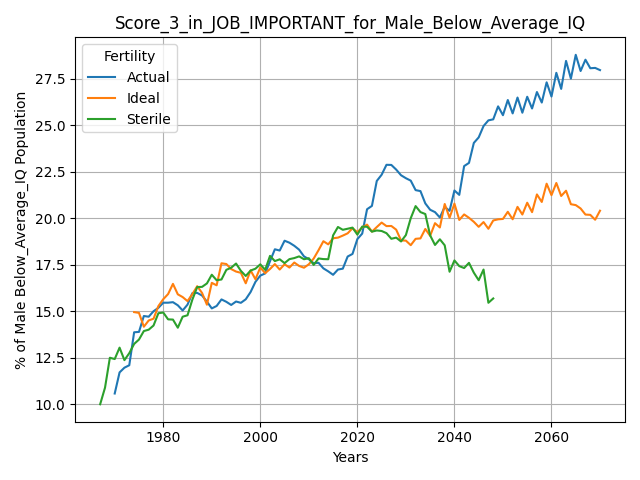 Score_3_in_JOB_IMPORTANT_for_Male_Below_Average_IQ
Fertility
Actual
Ideal
Sterile
27.5
25.0
22.5
20.0
17.5
15.0
12.5
10.0
% of Male Below_Average_IQ Population
1980 2000 2020 2040 2060
Years